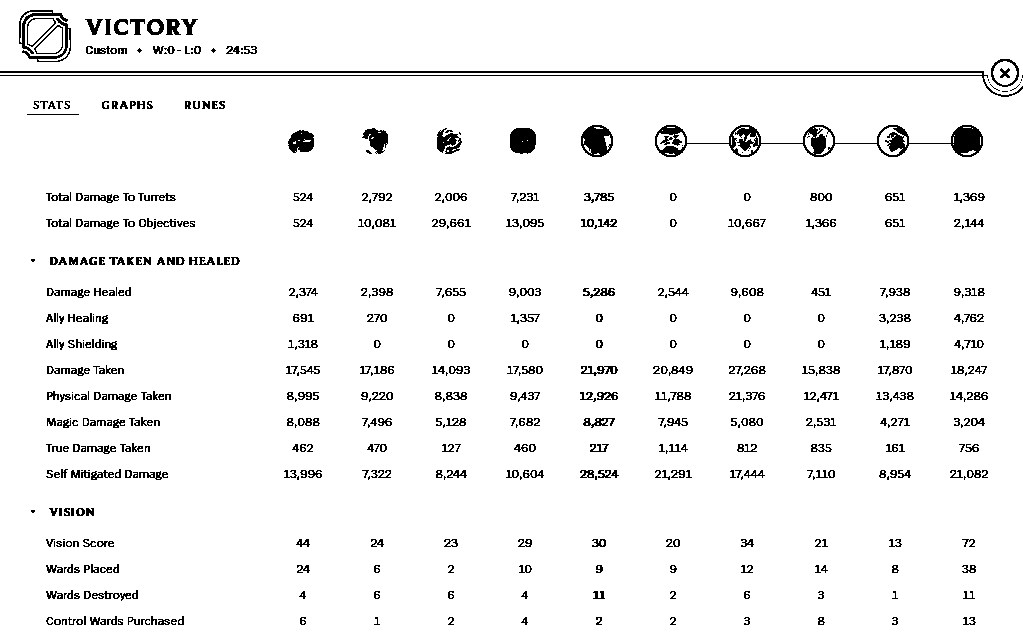 VICTORY
Custom • W:0 - L:0 • 24:53
STATS GRAPHS RUNES
Total Damage To Turrets 524 2,792 2,006 7,231 3,785 0 0 800 651 1,369
Total Damage To Objectives 524 10,081 29,661 13,095 10,142 0 10,667 1,366 651 2,144
DAMAGE TAKEN AND HEALED
Damage Healed 2,374 2,398 7,655 9,003 5,286 2,544 9,608 451 7,938 9,318
Ally Healing 691 270 0 1,357 0 0 0 0 3,238 4,762
Ally Shielding 1,318 0 0 0 0 0 0 0 1,189 4,710
Damage Taken 17,545 17,186 14,093 17,580 21,970 20,849 27,268 15,838 17,870 18,247
Physical Damage Taken 8,995 9,220 8,838 9,437 12,926 11,788 21,376 12,471 13,438 14,286
Magic Damage Taken 8,088 7,496 5,128 7,682 8,827 7,945 5,080 2,531 4,271 3,204
True Damage Taken 462 470 127 460 217 1,114 812 835 161 756
Self Mitigated Damage 13,996 7,322 8,244 10,604 28,524 21,291 17,444 7,110 8,954 21,082
VISION
Vision Score 44 24 23 29 30 20 34 21 13 72
Wards Placed 24 6 2 10 9 9 12 14 8 38
Wards Destroyed 4 6 6 4 11 2 6 3 1 11
Control Wards Purchased 6 1 2 4 2 2 3 8 3 13